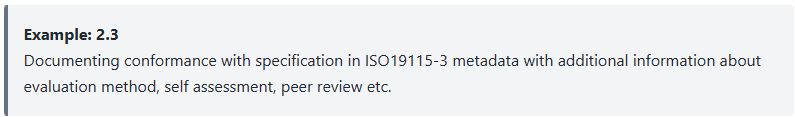 Example: 2.3
Documenting conformance with specification in ISO19115-3 metadata with additional information about
evaluation method, self assessment, peer review etc.